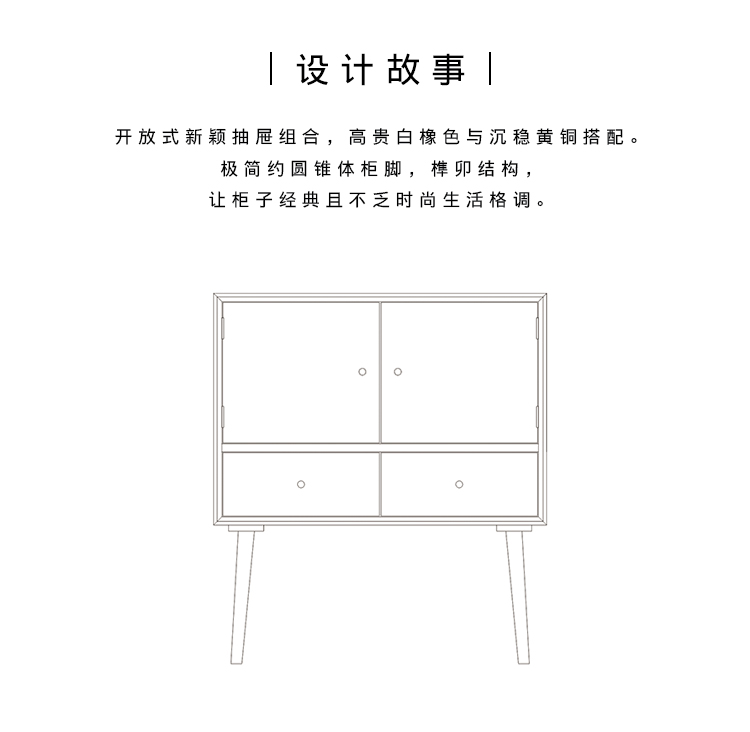 设计故事
开放式新颖抽屉组合，高贵白橡色与沉稳黄铜搭配。
极简约圆锥体柜脚，榫卯结构，
让柜子经典且不乏时尚生活格调。